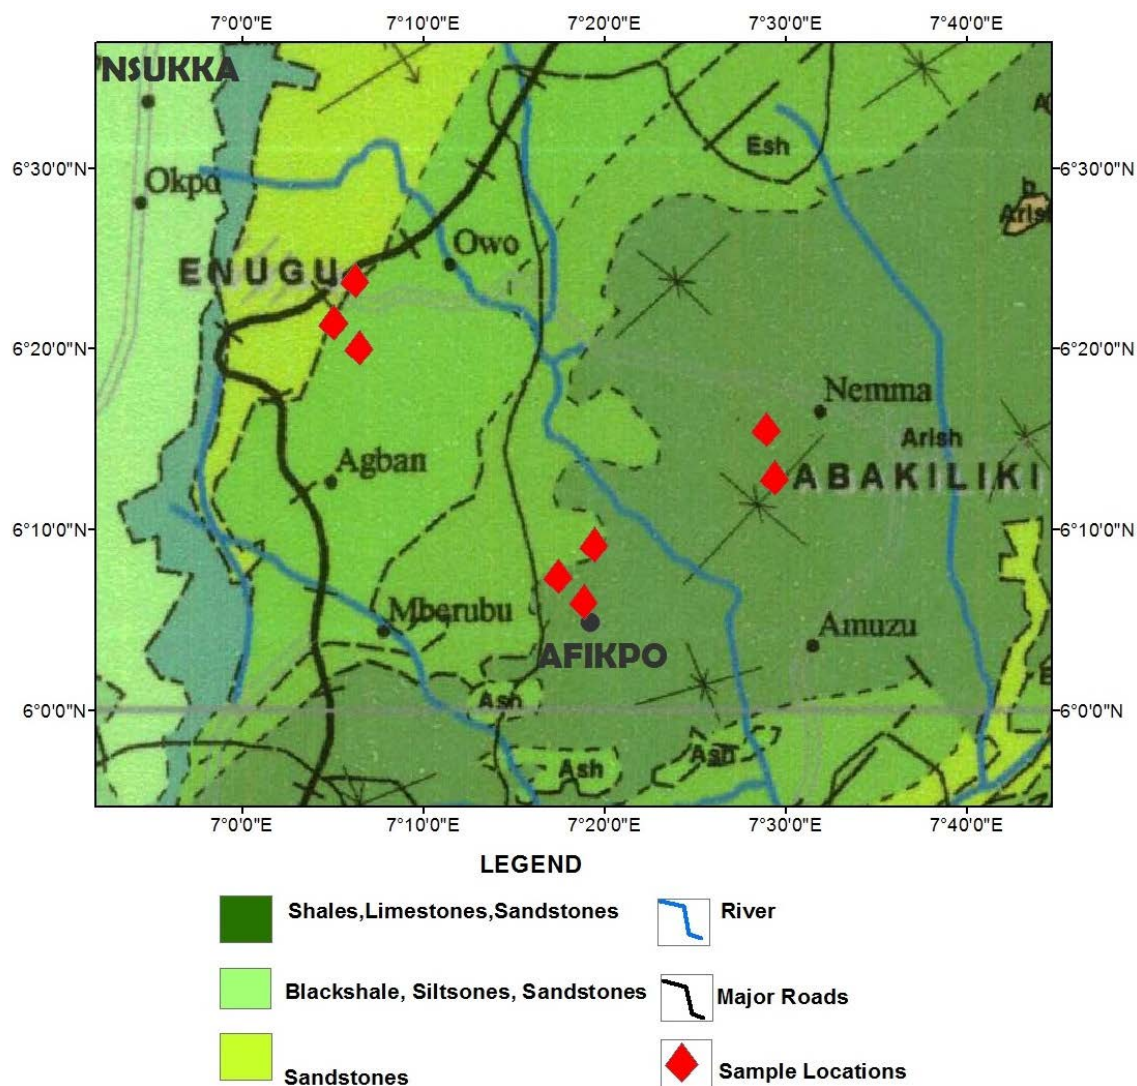 7°0'0"E 7°10'0"E 7°20'0"E 7°30'0"E 7°40'0"E
NSUKKA
Esh
6°30'0"N 6°30'0"N
Okpo
b
Arish
Owo
ENUGU
6°20'0"N 6°20'0"N
Nemma
Arish
Agban
ABAKILIKI
6°10'0"N 6°10'0"N
Mberubu
Amuzu
AFIKPO
6°0'0"N 6°0'0"N
Asn
Ash
Ash
7°0'0"E 7°10'0"E 7°20'0"E 7°30'0"E 7°40'0"E
LEGEND
Shales,Limestones,Sandstones
River
Blackshale, Siltsones, Sandstones
Major Roads
Sandstones
Sample Locations